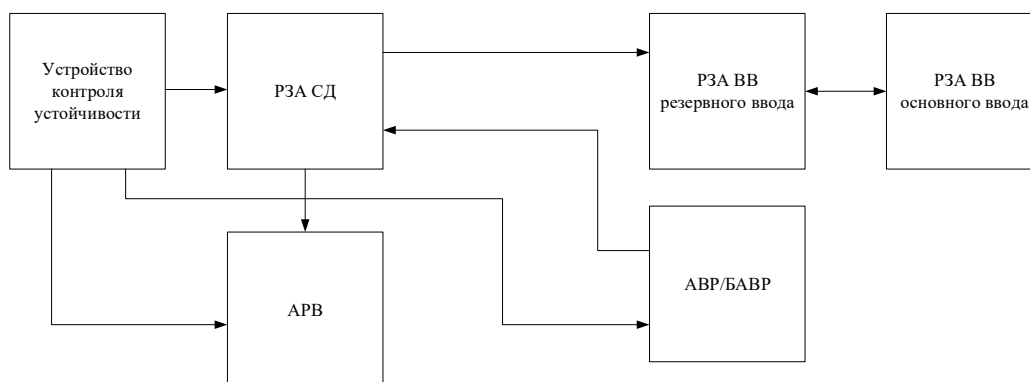 Устройство
контроля
устойчивости
РЗА СД
РЗА ВВ
резервного ввода
РЗА ВВ
основного ввода
АРВ
АВР/БАВР